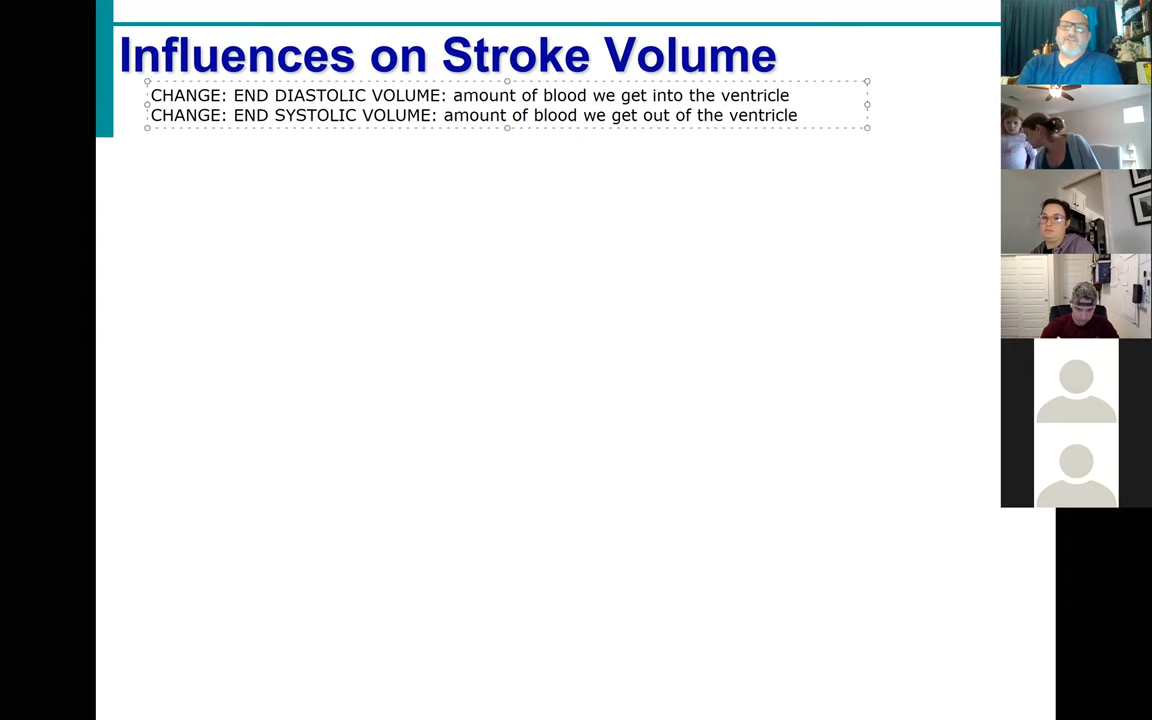 Influences on Stroke Volume
CHANGE: END DIASTOLIC VOLUME: amount of blood we get into the ventricle
CHANGE: END SYSTOLIC VOLUME: amount of blood we get out of the ventricle